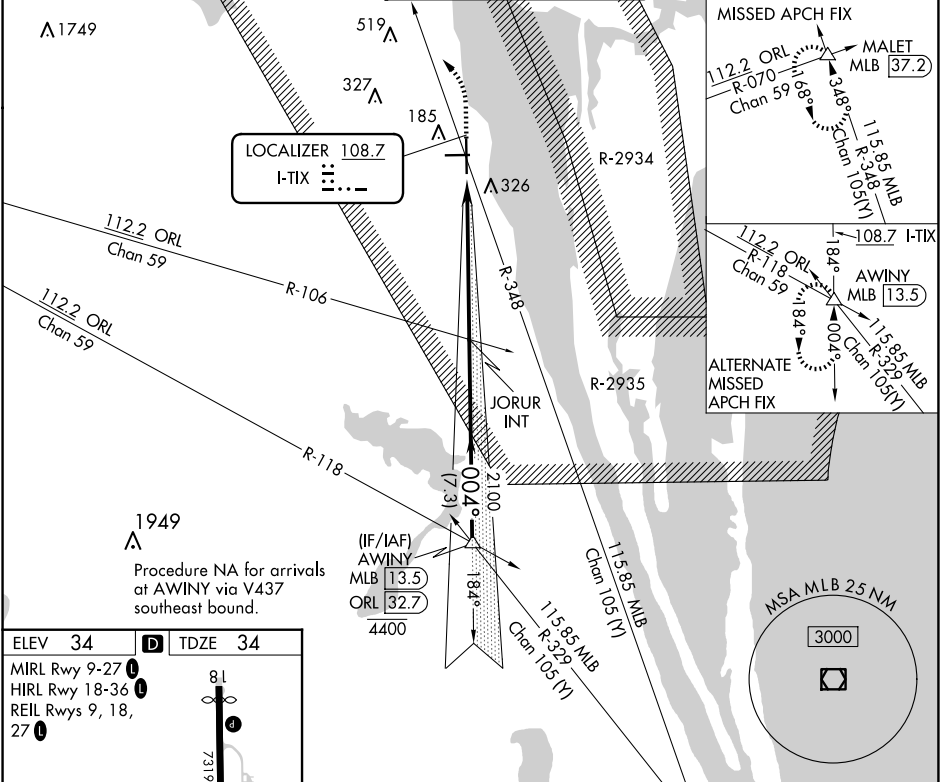 1749
519
327
185
LOCALIZER 108.7
I-TIX
326
R-2934
MISSED APCH FIX
112.2 ORL
R-070
Chan 59
MALET
MLB 37.2
168°
348°
115.85 MLB
R-348
Chan 105(Y)
112.2 ORL
R-118
Chan 59
108.7 I-TIX
184°
AWINY
MLB 13.5
184°
004°
115.85 MLB
R-329
Chan 105(Y)
ALTERNATE
MISSED
APCH FIX
112.2 ORL
Chan 59
R-106
112.2 ORL
Chan 59
R-118
R-348
R-2935
JORUR
INT
004°
2100
(7.3)
1949
Procedure NA for arrivals
at AWINY via V437
southeast bound.
(IF/IAF)
AWINY
MLB 13.5
ORL 32.7
4400
184°
115.85 MLB
R-329
Chan 105 (Y)
115.85 MLB
Chan 105 (Y)
MSA MLB 25 NM
3000
ELEV 34 D TDZE 34
MIRL Rwy 9-27 L
HIRL Rwy 18-36 L
REIL Rwys 9, 18,
27 L
18
P
7319